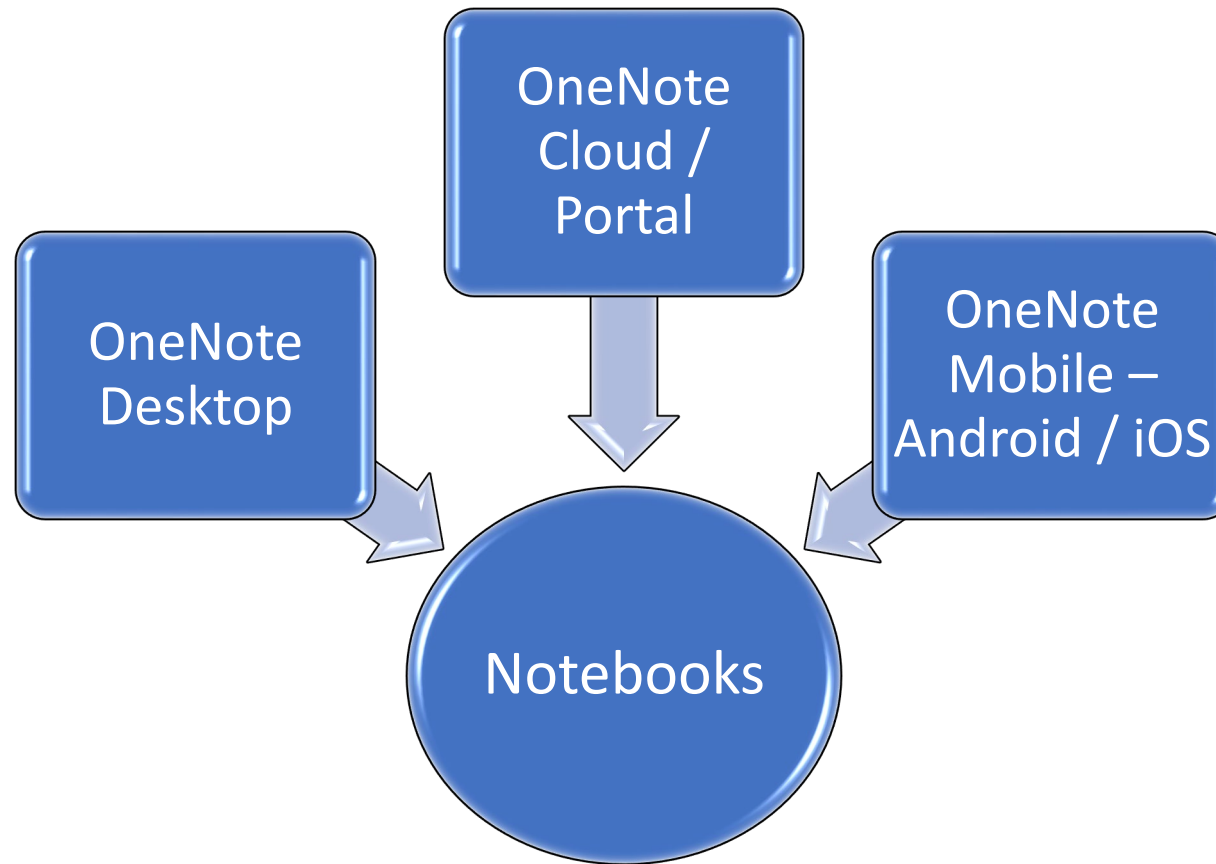 OneNote
Cloud /
Portal
OneNote
Desktop
OneNote
Mobile –
Android / iOS
Notebooks